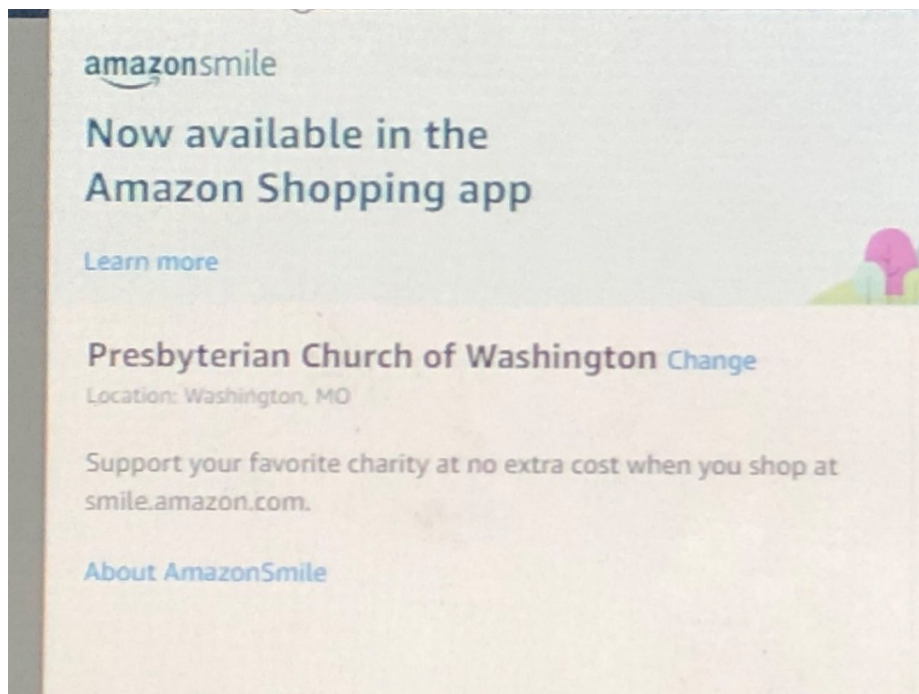 amazonsmile
Now available in the
Amazon Shopping app
Learn more
Presbyterian Church of Washington Change
Location: Washington, MO
Support your favorite charity at no extra cost when you shop at
smile.amazon.com.
About AmazonSmile